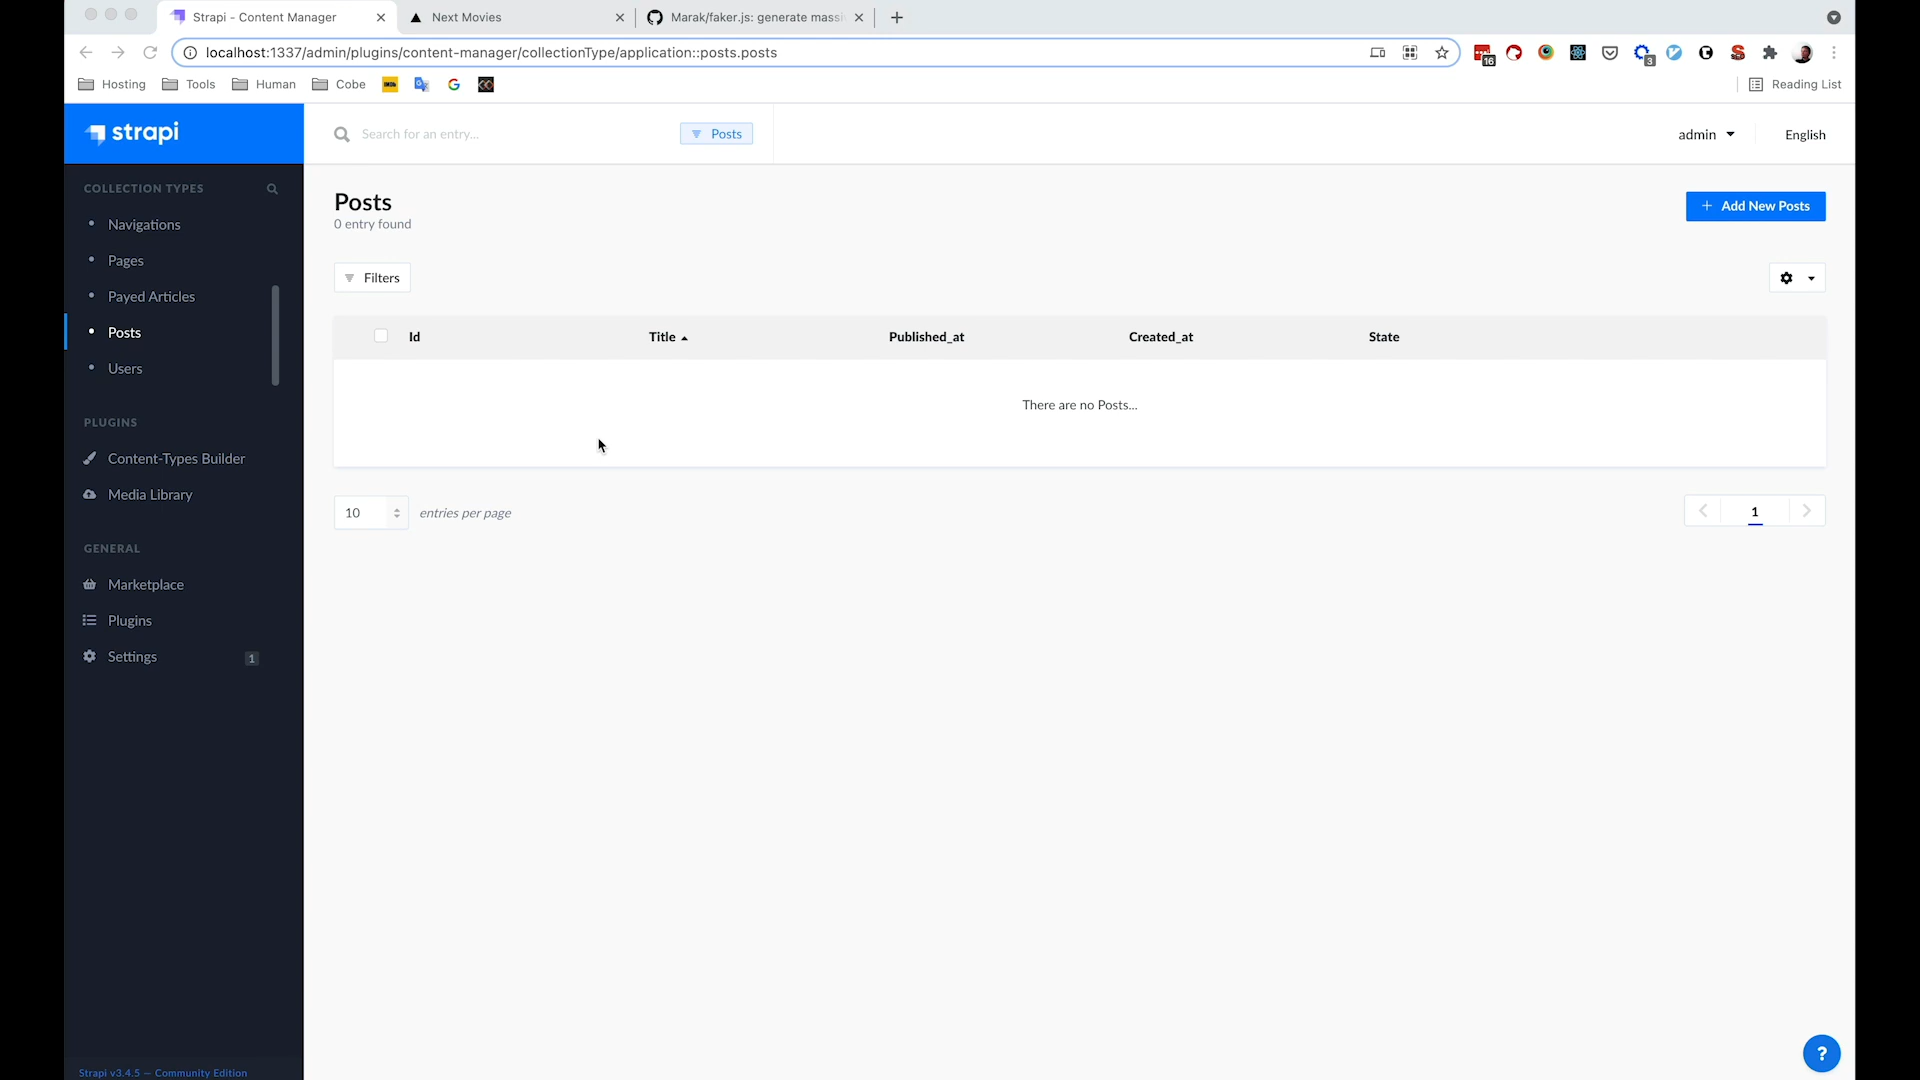 Strapi - Content Manager
Next Movies
Marak/faker.js: generate massi
localhost:1337/admin/plugins/content-manager/collectionType/application::posts.posts
16
3
Hosting
Tools
Human
Cobe
Reading List
strapi
Search for an entry...
Posts
admin
English
COLLECTION TYPES
Navigations
Pages
Payed Articles
Posts
Users
PLUGINS
Content-Types Builder
Media Library
GENERAL
Marketplace
Plugins
Settings
1
Strapi v3.4.5 — Community Edition
Posts
0 entry found
+ Add New Posts
Filters
Id
Title
Published_at
Created_at
State
There are no Posts...
10
entries per page
1
?